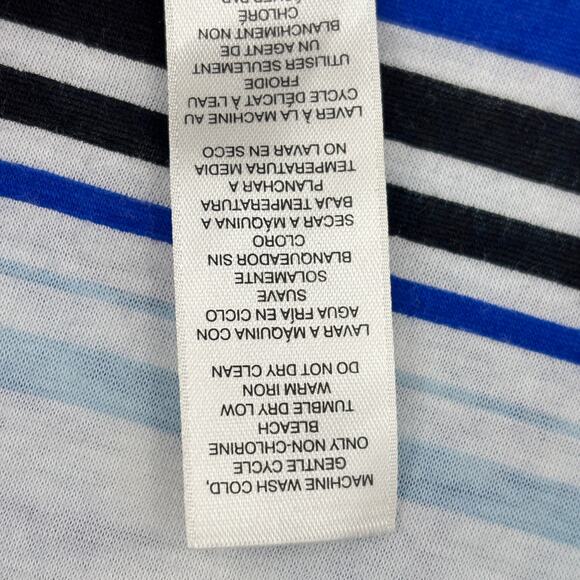 MACHINE WASH COLD,
GENTLE CYCLE
ONLY NON-CHLORINE
BLEACH
TUMBLE DRY LOW
WARM IRON
DO NOT DRY CLEAN
LAVAR A MÁQUINA CON
AGUA FRÍA EN CICLO
SUAVE
SOLAMENTE
BLANQUEADOR SIN
CLORO
SECAR A MÁQUINA A
BAJA TEMPERATURA
PLANCHAR A
TEMPERATURA MEDIA
NO LAVAR EN SECO
LAVER À LA MACHINE AU
CYCLE DÉLICAT À L'EAU
FROIDE
UTILISER SEULEMENT
UN AGENT DE
BLANCHIMENT NON
CHLORÉ
PAR